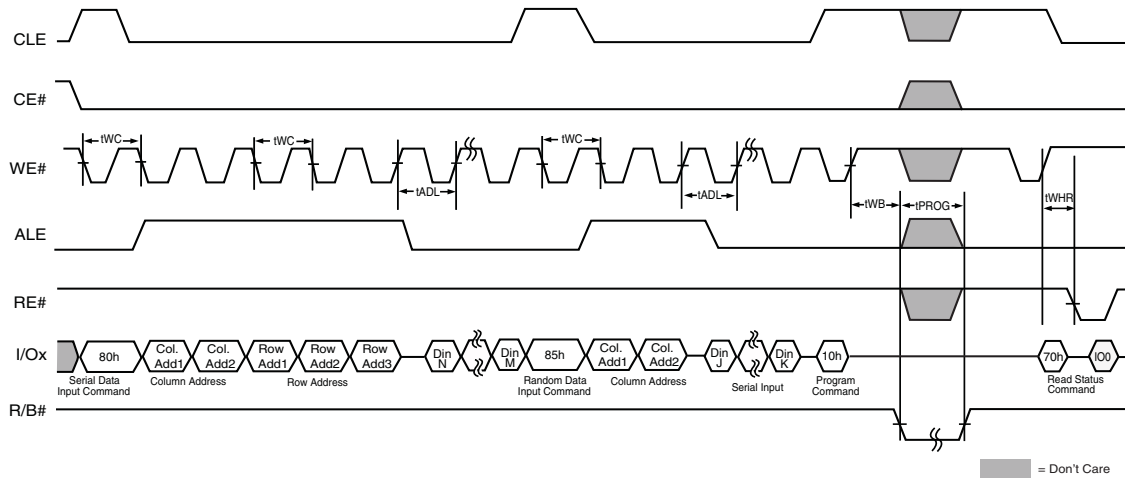 CLE
CE#
tWC
tWC
tWC
WE#
tADL
tADL
tWB
tPROG
tWHR
ALE
RE#
I/Ox
80h
Col. Add1
Col. Add2
Row Add1
Row Add2
Row Add3
Din N
Din M
85h
Col. Add1
Col. Add2
Din J
Din K
10h
70h
IO0
Serial Data
Input Command
Column Address
Row Address
Random Data
Input Command
Column Address
Serial Input
Program
Command
Read Status
Command
R/B#
= Don't Care